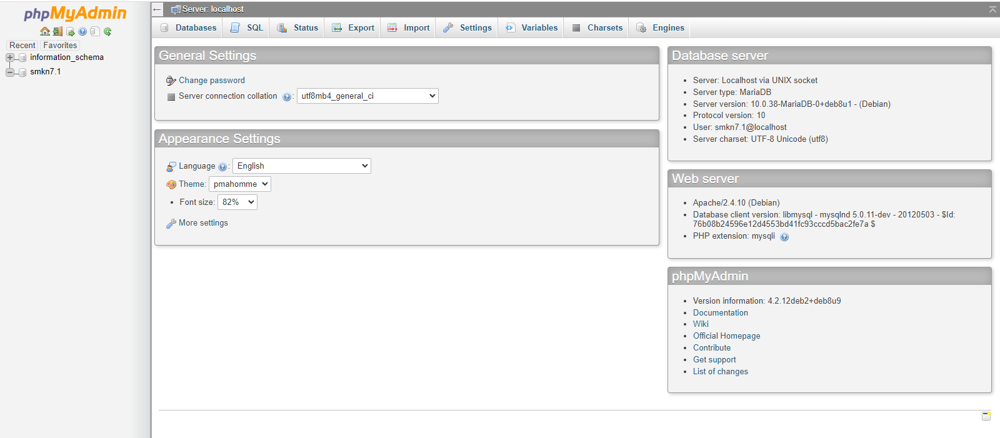 phpMyAdmin
Recent Favorites
information_schema
smkn7.1
Server: localhost
Databases SQL Status Export Import Settings Variables Charsets Engines
General Settings
Change password
Server connection collation : utf8mb4_general_ci
Appearance Settings
Language : English
Theme: pmahomme
• Font size: 82%
More settings
Database server
• Server: Localhost via UNIX socket
• Server type: MariaDB
• Server version: 10.0.38-MariaDB-0+deb8u1 - (Debian)
• Protocol version: 10
• User: smkn7.1@localhost
• Server charset: UTF-8 Unicode (utf8)
Web server
• Apache/2.4.10 (Debian)
• Database client version: libmysql - mysqlnd 5.0.11-dev - 20120503 - $Id:
76b08b24596e12d4553bd41fc93cccd5bac2fe7a $
• PHP extension: mysqli
phpMyAdmin
• Version information: 4.2.12deb2+deb8u9
• Documentation
• Wiki
• Official Homepage
• Contribute
• Get support
• List of changes